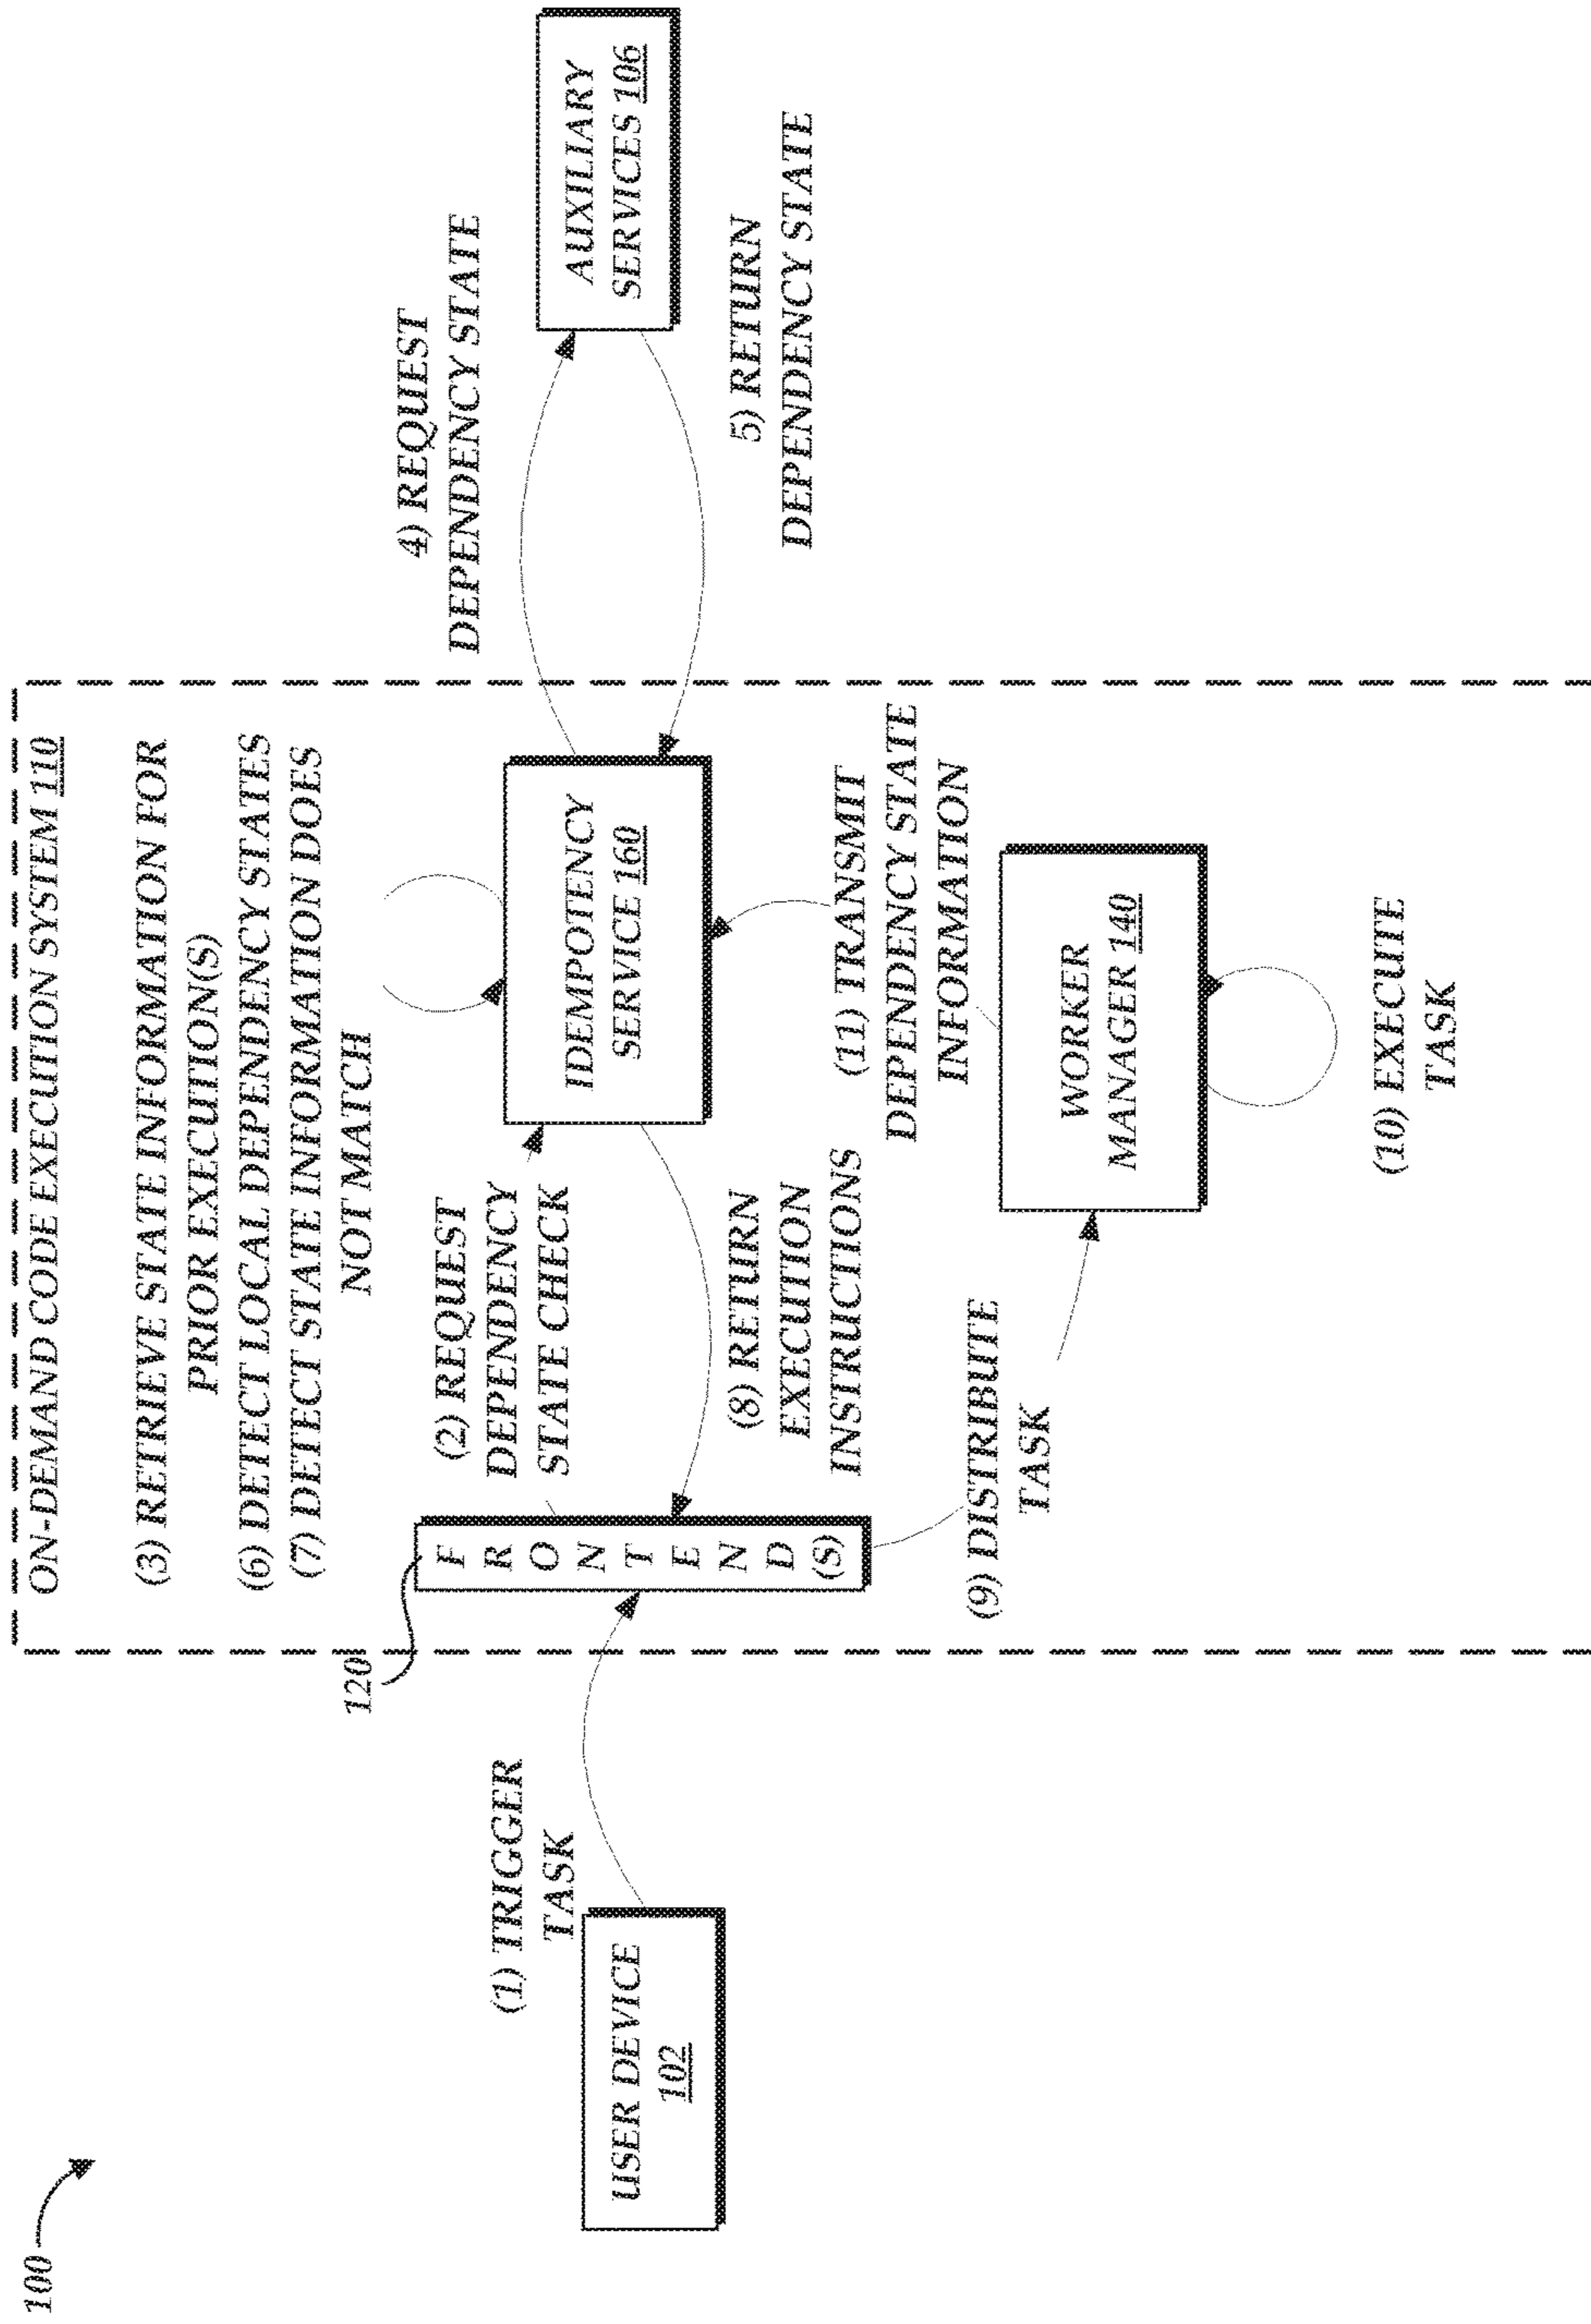 100
ON-DEMAND CODE EXECUTION SYSTEM 110
(3) RETRIEVE STATE INFORMATION FOR
PRIOR EXECUTION(S)
(6) DETECT LOCAL DEPENDENCY STATES
(7) DETECT STATE INFORMATION DOES
NOT MATCH
120
(1) TRIGGER
TASK
USER DEVICE
102
F
R
O
N
T
E
N
D
(S)
(2) REQUEST
DEPENDENCY
STATE CHECK
IDEMPOTENCY
SERVICE 160
4) REQUEST
DEPENDENCY STATE
AUXILIARY
SERVICES 106
5) RETURN
DEPENDENCY STATE
(8) RETURN
EXECUTION
INSTRUCTIONS
(11) TRANSMIT
DEPENDENCY STATE
INFORMATION
(9) DISTRIBUTE
TASK
WORKER
MANAGER 140
(10) EXECUTE
TASK